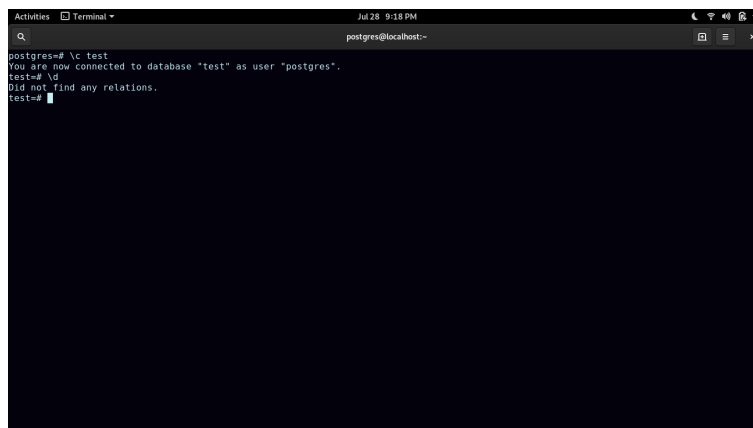 Activities Terminal Jul 28 9:18 PM
postgres@localhost:~
postgres=# \c test
You are now connected to database "test" as user "postgres".
test=# \d
Did not find any relations.
test=#